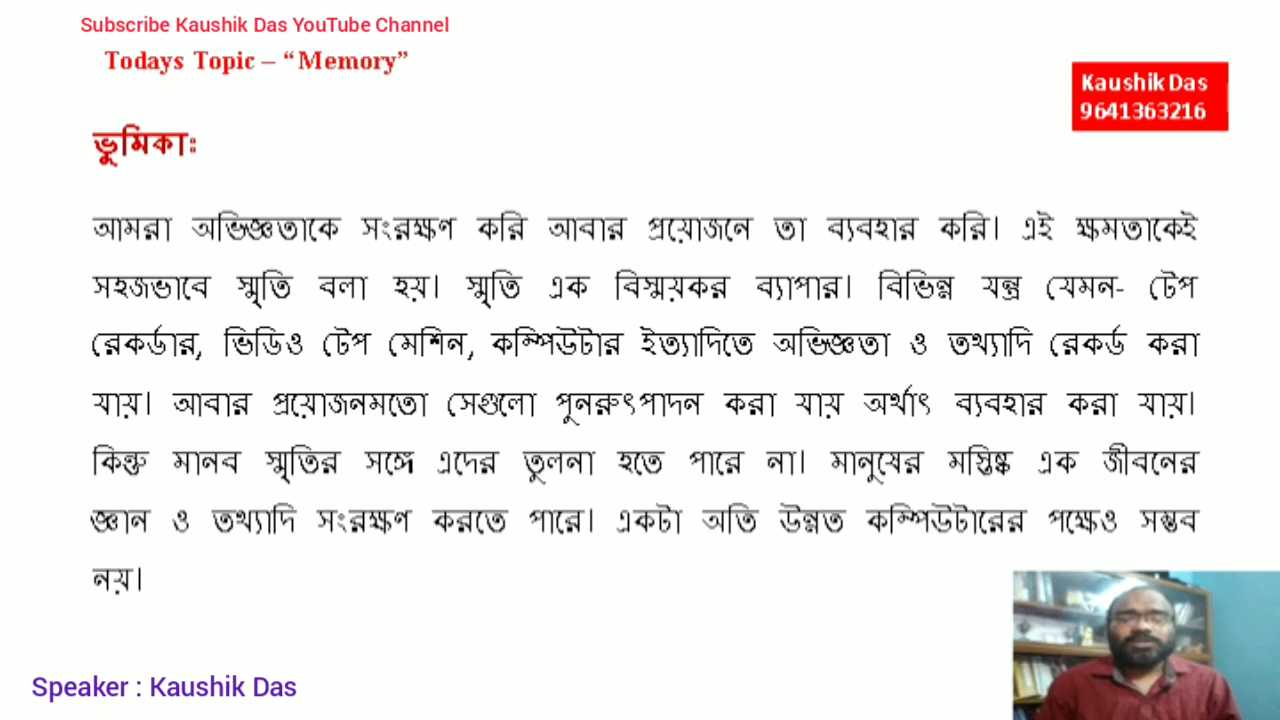 Subscribe Kaushik Das YouTube Channel
Todays Topic – “Memory”
Kaushik Das
9641363216
ভুমিকাঃ
আমরা অভিজ্ঞতাকে সংরক্ষণ করি আবার প্রয়োজনে তা ব্যবহার করি। এই ক্ষমতাকেই
সহজভাবে স্মৃতি বলা হয়। স্মৃতি এক বিস্ময়কর ব্যাপার। বিভিন্ন যন্ত্র যেমন- টেপ
রেকর্ডার, ভিডিও টেপ মেশিন, কম্পিউটার ইত্যাদিতে অভিজ্ঞতা ও তথ্যাদি রেকর্ড করা
যায়। আবার প্রয়োজনমতো সেগুলো পুনরুৎপাদন করা যায় অর্থাৎ ব্যবহার করা যায়।
কিন্তু মানব স্মৃতির সঙ্গে এদের তুলনা হতে পারে না। মানুষের মস্তিষ্ক এক জীবনের
জ্ঞান ও তথ্যাদি সংরক্ষণ করতে পারে। একটা অতি উন্নত কম্পিউটারের পক্ষেও সম্ভব
নয়।
Speaker : Kaushik Das